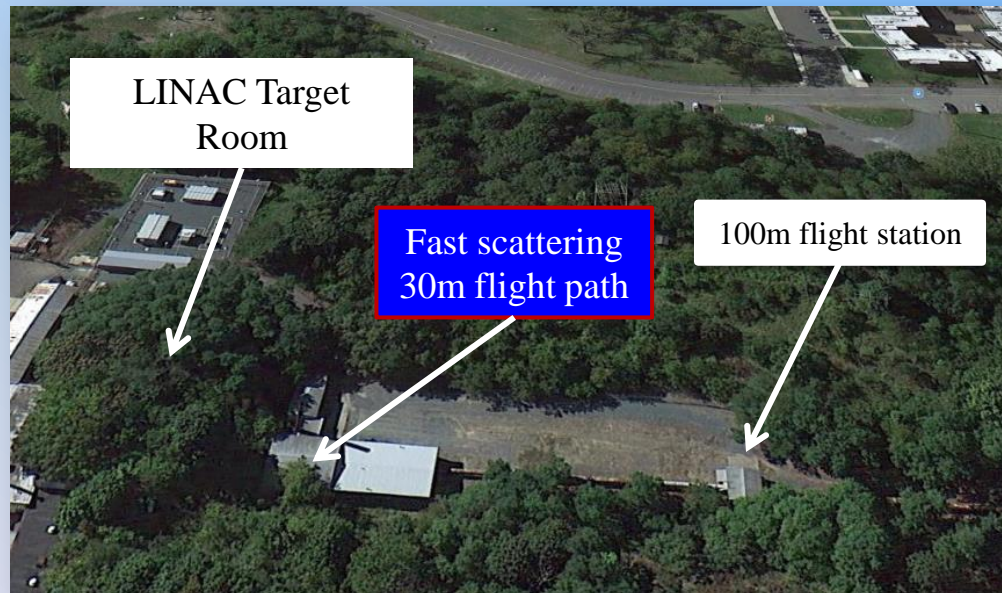 LINAC Target
Room
Fast scattering
30m flight path
100m flight station